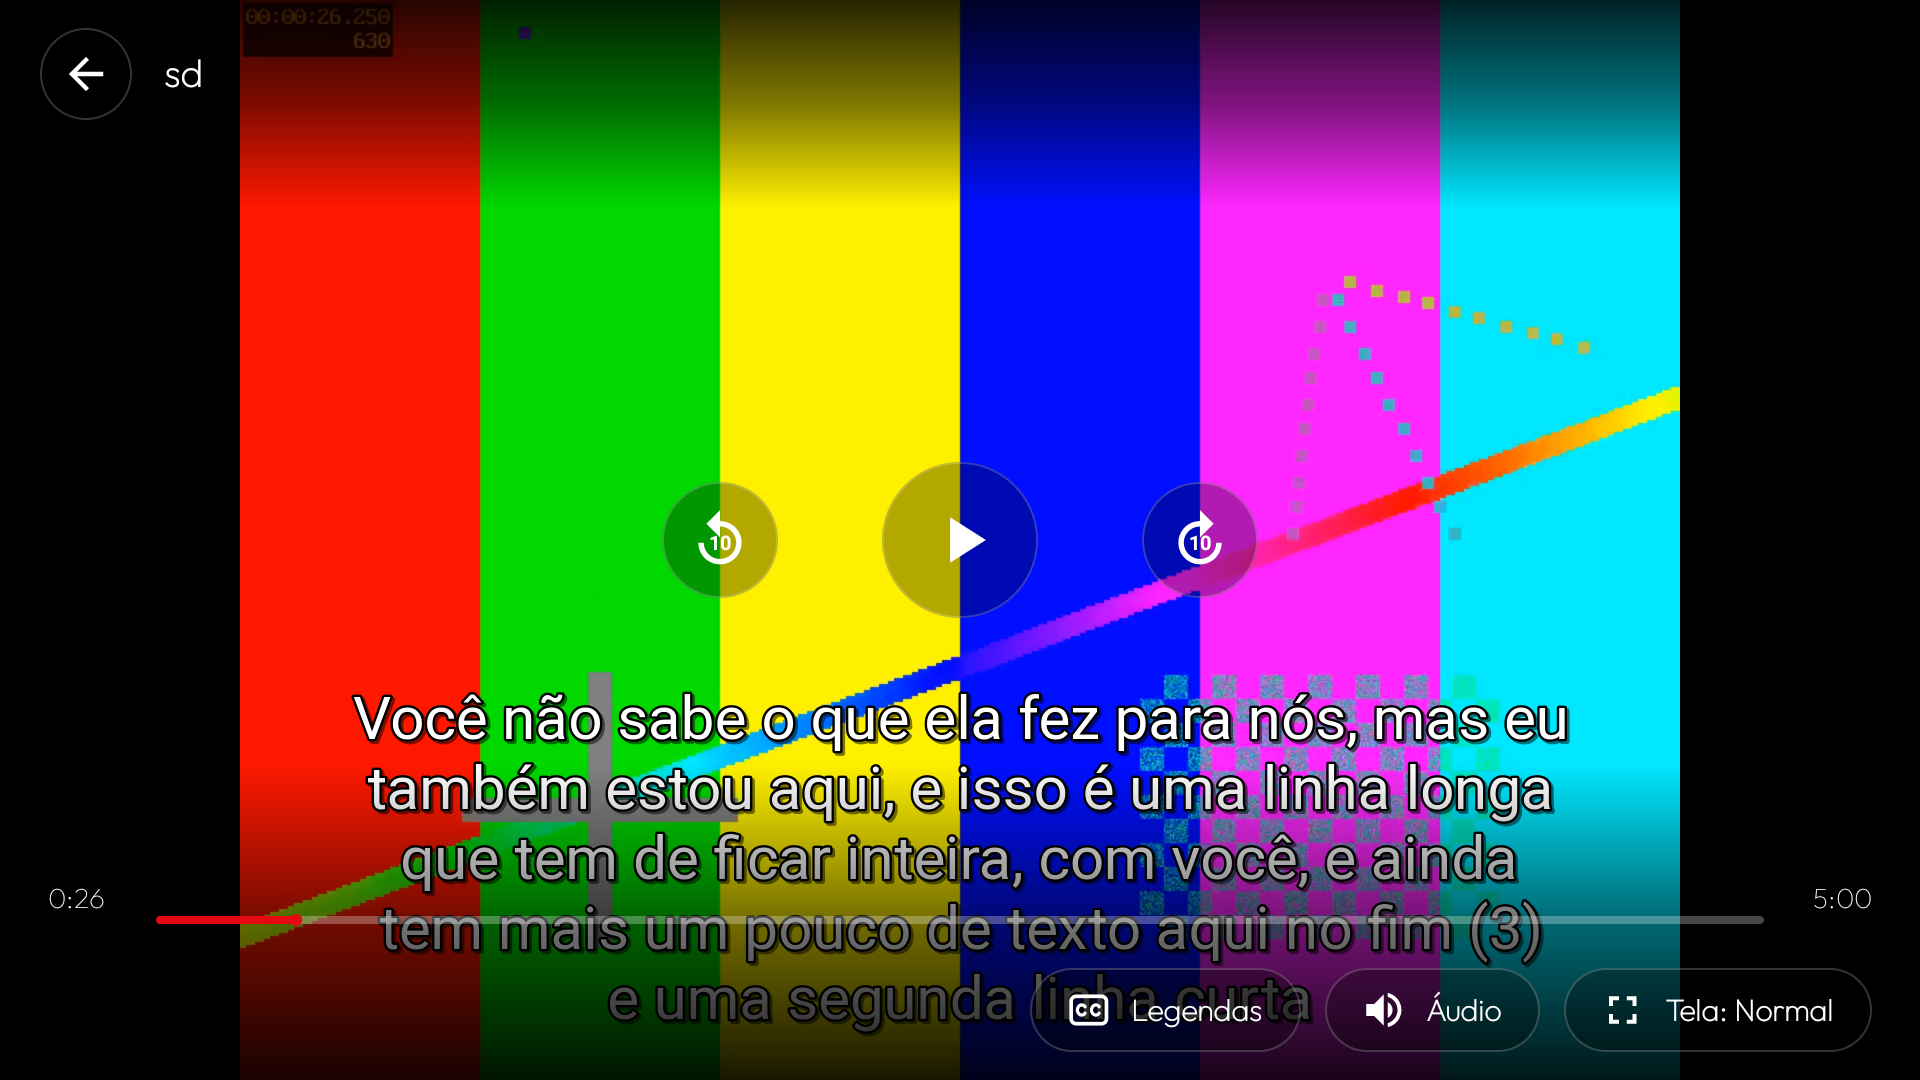 00:00:26.250
630
sd
10
10
Você não sabe o que ela fez para nós, mas eu
também estou aqui, e isso é uma linha longa
que tem de ficar inteira, com você, e ainda
tem mais um pouco de texto aqui no fim (3)
e uma segunda linha curta
0:26
5:00
CC Legendas
Áudio
Tela: Normal